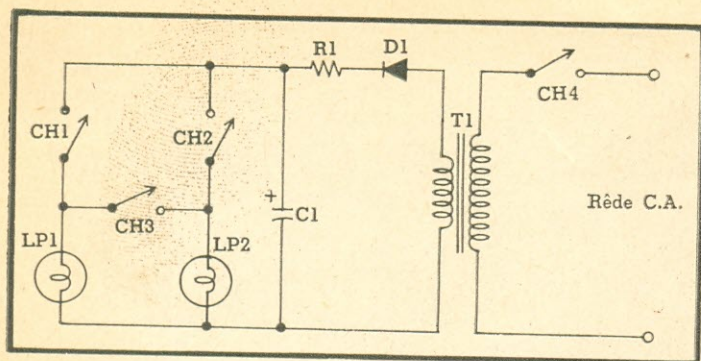 R1
D1
CH4
CH1
CH2
T1
+
C1
Rêde C.A.
CH3
LP1
LP2